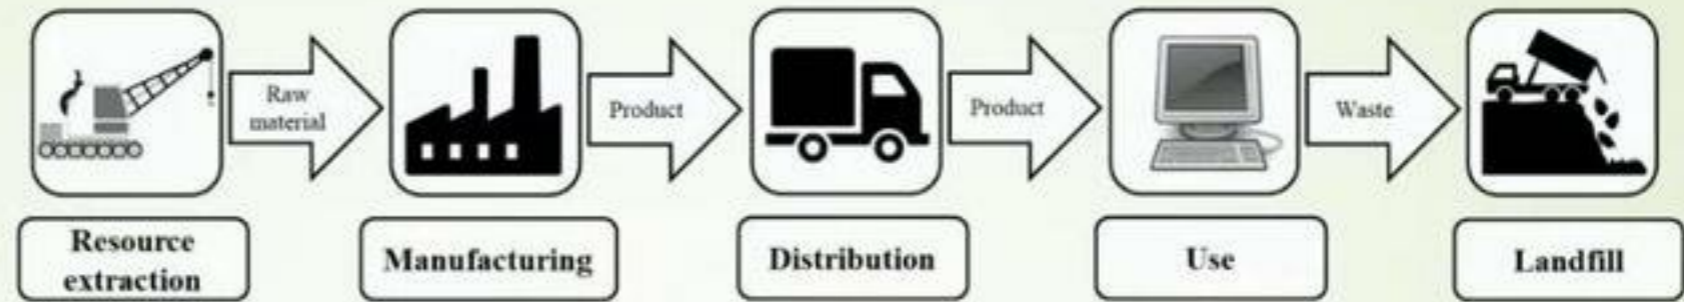 Raw
material
Product
Product
Waste
Resource
extraction
Manufacturing
Distribution
Use
Landfill